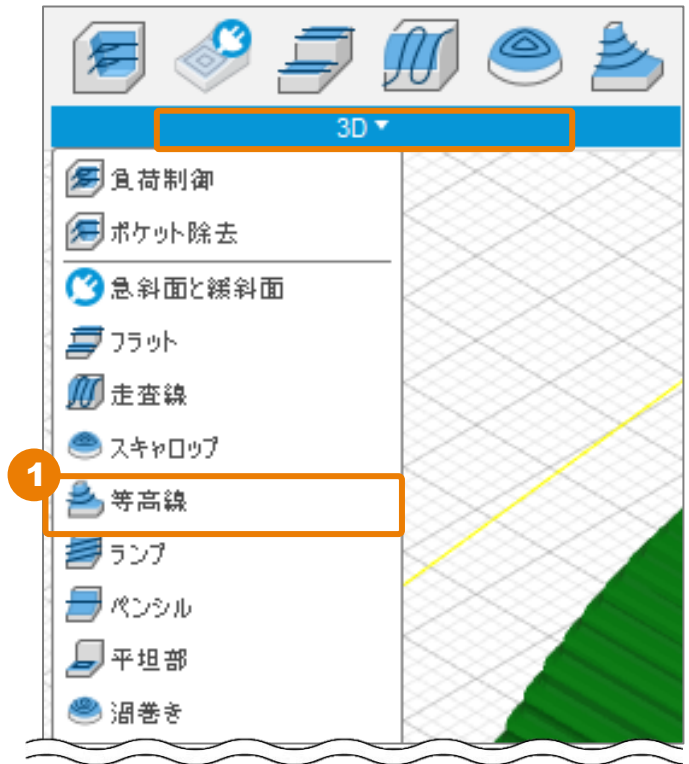 3D
負荷制御
ポケット除去
急斜面と緩斜面
フラット
走査線
スキャロップ
1
等高線
ランプ
ペンシル
平坦部
渦巻き